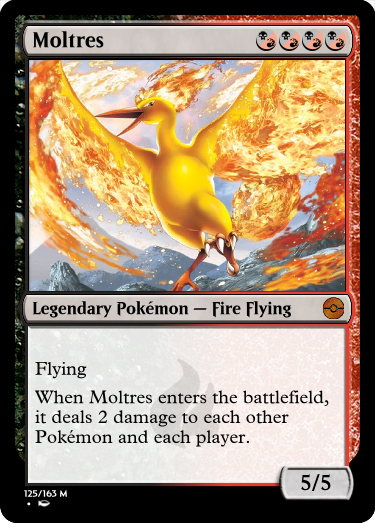 Moltres
Legendary Pokémon — Fire Flying
Flying
When Moltres enters the battlefield,
it deals 2 damage to each other
Pokémon and each player.
5/5
125/163 M